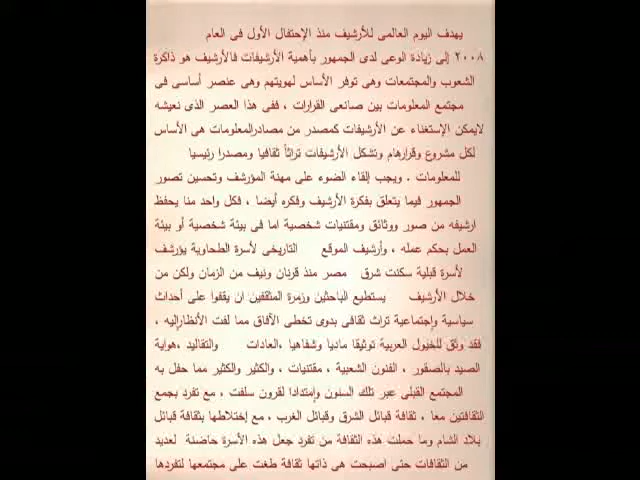 يهدف اليوم العالمى للأرشيف منذ الإحتفال الأول فى العام
٢٠٠٨ إلى زيادة الوعى لدى الجمهور بأهمية الأرشيفات فالأرشيف هو ذاكرة
الشعوب والمجتمعات وهى توفر الأساس لهويتهم وهى عنصر أساسى فى
مجتمع المعلومات بين صانعى القرارات ، ففى هذا العصر الذى نعيشه
لايمكن الإستغناء عن الأرشيفات كمصدر من مصادرالمعلومات هى الأساس
لكل مشروع وقرارهام وتشكل الأرشيفات تراثاً ثقافيا ومصدرا رئيسيا
للمعلومات . ويجب إلقاء الضوء على مهنة المؤرشف وتحسين تصور
الجمهور فيما يتعلق بفكرة الأرشيف وفكره أيضا ، فكل واحد منا يحفظ
ارشيفه من صور ووثائق ومقتنيات شخصية اما فى بيئة شخصية أو بيئة
العمل بحكم عمله ، وأرشيف الموقع التاريخى لأسرة الطحاوية يؤرشف
لأسرة قبلية سكنت شرق مصر منذ قرنان ونيف من الزمان ولكن من
خلال الأرشيف يستطيع الباحثين وزمرة المثقفين ان يقفوا على أحداث
سياسية وإجتماعية تراث ثقافى بدوى تخطى الآفاق مما لفت الأنظارإليه ،
فقد وثق للخيول العربية توثيقا ماديا وشفاهيا ،العادات والتقاليد ،هواية
الصيد بالصقور ، الفنون الشعبية ، مقتنيات ، والكثير والكثير مما حفل به
المجتمع القبلى عبر تلك السنون وإمتدادا لقرون سلفت ، مع تفرد بجمع
الثقافتين معا ، ثقافة قبائل الشرق وقبائل الغرب ، مع إختلاطها بثقافة قبائل
بلاد الشام وما حملت هذه الثقافة من تفرد جعل هذه الأسرة حاضنة لعديد
من الثقافات حتى اصبحت هى ذاتها ثقافة طغت على مجتمعها لتفردها